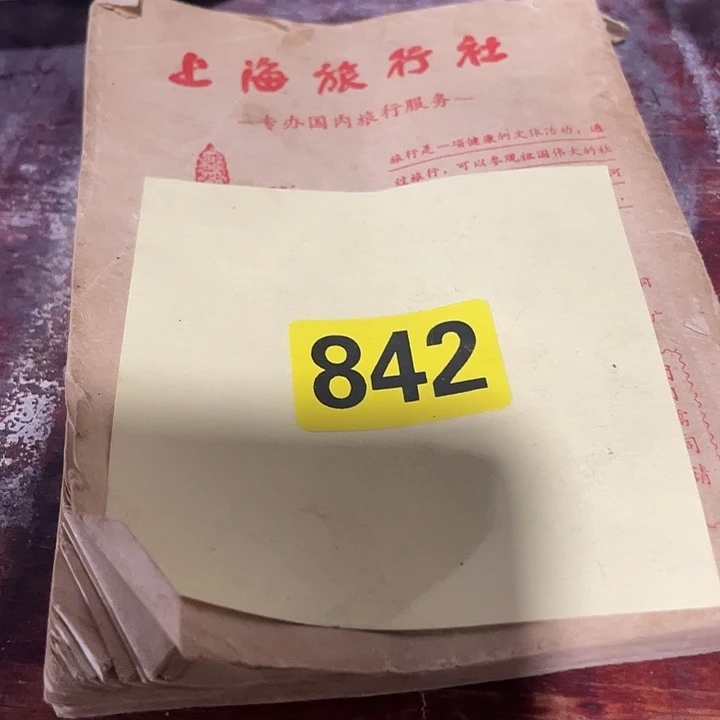 上海旅行社
—专办国内旅行服务—
旅行是一项健康的文体活动,通
过旅行,可以参观祖国伟大的社
842